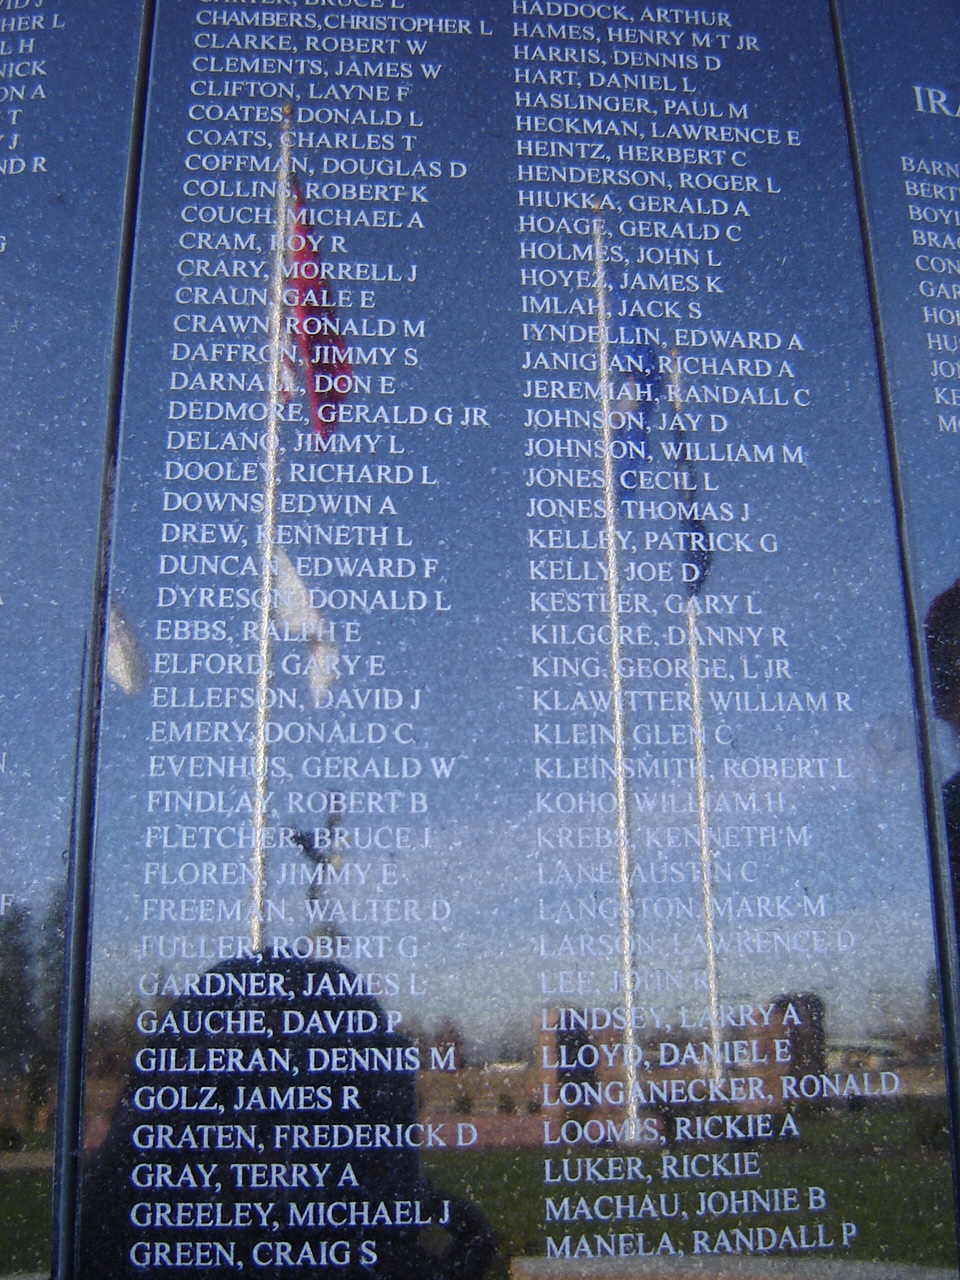 CARTER, BRUCE L
CHAMBERS, CHRISTOPHER L
CLARKE, ROBERT W
CLEMENTS, JAMES W
CLIFTON, LAYNE F
COATES, DONALD L
COATS, CHARLES T
COFFMAN, DOUGLAS D
COLLINS, ROBERT K
COUCH, MICHAEL A
CRAM, ROY R
CRARY, MORRELL J
CRAUN, GALE E
CRAWN, RONALD M
DAFFRON, JIMMY S
DARNALL, DON E
DEDMORE, GERALD G JR
DELANO, JIMMY L
DOOLEY, RICHARD L
DOWNS, EDWIN A
DREW, KENNETH L
DUNCAN, EDWARD F
DYRESON, DONALD L
EBBS, RALPH E
ELFORD, GARY E
ELLEFSON, DAVID J
EMERY, DONALD C
EVENHUS, GERALD W
FINDLAY, ROBERT B
FLETCHER, BRUCE J
FLOREN, JIMMY E
FREEMAN, WALTER D
FULLER, ROBERT G
GARDNER, JAMES L
GAUCHE, DAVID P
GILLERAN, DENNIS M
GOLZ, JAMES R
GRATEN, FREDERICK D
GRAY, TERRY A
GREELEY, MICHAEL J
GREEN, CRAIG S
HADDOCK, ARTHUR
HAMES, HENRY M T JR
HARRIS, DENNIS D
HART, DANIEL L
HASLINGER, PAUL M
HECKMAN, LAWRENCE E
HEINTZ, HERBERT C
HENDERSON, ROGER L
HIUKKA, GERALD A
HOAGE, GERALD C
HOLMES, JOHN L
HOYEZ, JAMES K
IMLAH, JACK S
IYNDELLIN, EDWARD A
JANIGIAN, RICHARD A
JEREMIAH, RANDALL C
JOHNSON, JAY D
JOHNSON, WILLIAM M
JONES CECIL L
JONES THOMAS J
KELLEY, PATRICK G
KELLY, JOE D
KESTLER, GARY L
KILGORE, DANNY R
KING, GEORGE, L JR
KLAWITTER WILLIAM R
KLEIN, GLEN C
KLEINSMITH, ROBERT L
KOHO, WILLIAM H
KREBS, KENNETH M
LANE, AUSTIN C
LANGSTON, MARK M
LARSON, LAWRENCE D
LEE, JOHN K
LINDSEY, LARRY A
LLOYD, DANIEL E
LONGANECKER, RONALD
LOOMIS, RICKIE A
LUKER, RICKIE
MACHAU, JOHNIE B
MANELA, RANDALL P